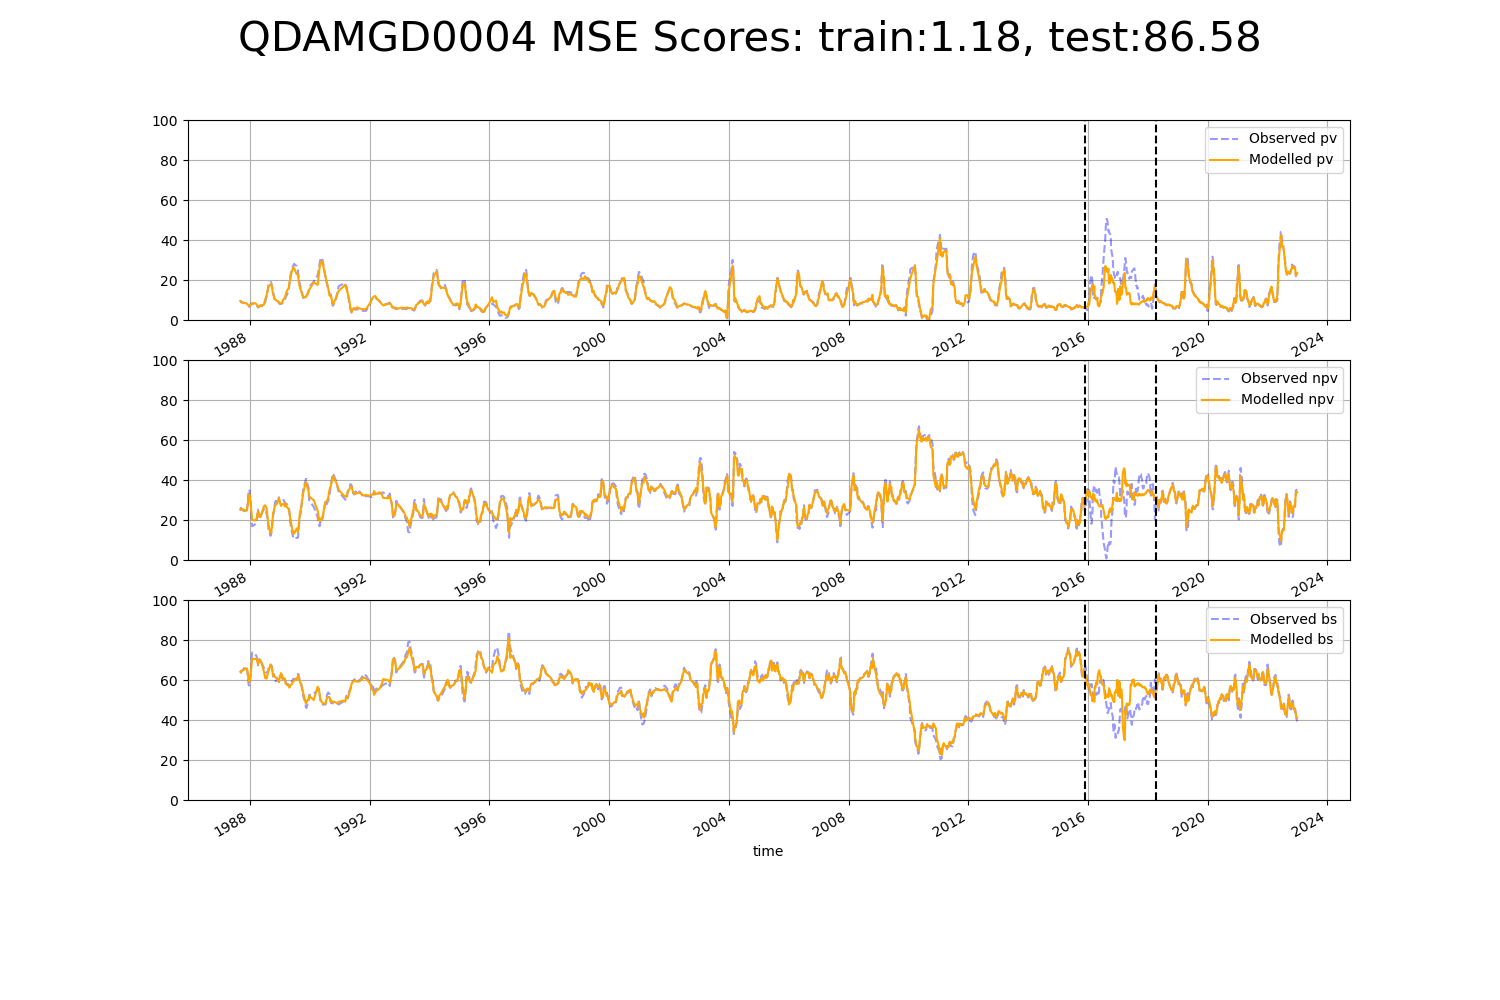 QDAMGD0004 MSE Scores: train:1.18, test:86.58
100
80
60
40
20
0
Observed pv
Modelled pv
1988 1992 1996 2000 2004 2008 2012 2016 2020 2024
100
80
60
40
20
0
Observed npv
Modelled npv
1988 1992 1996 2000 2004 2008 2012 2016 2020 2024
100
80
60
40
20
0
Observed bs
Modelled bs
1988 1992 1996 2000 2004 2008 2012 2016 2020 2024
time